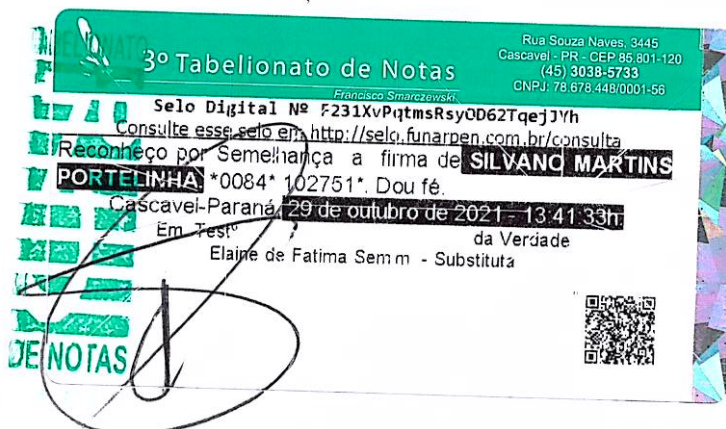 TABELIONATO
3º Tabelionato de Notas
Francisco Smarczewski
Rua Souza Naves, 3445
Cascavel - PR - CEP 85.801-120
(45) 3038-5733
CNPJ: 78.678.448/0001-56
Selo Digital Nº F231XvPqtmsRsyOD62TqejJYh
Consulte esse selo em http://selo.funarpen.com.br/consulta
Reconheço por Semelhança a firma de SILVANO MARTINS
PORTELINHA. *0084* 102751*. Dou fé.
Cascavel-Paraná, 29 de outubro de 2021 - 13:41:33h
Em Testº da Verdade
Elaine de Fatima - Substituta
DE NOTAS